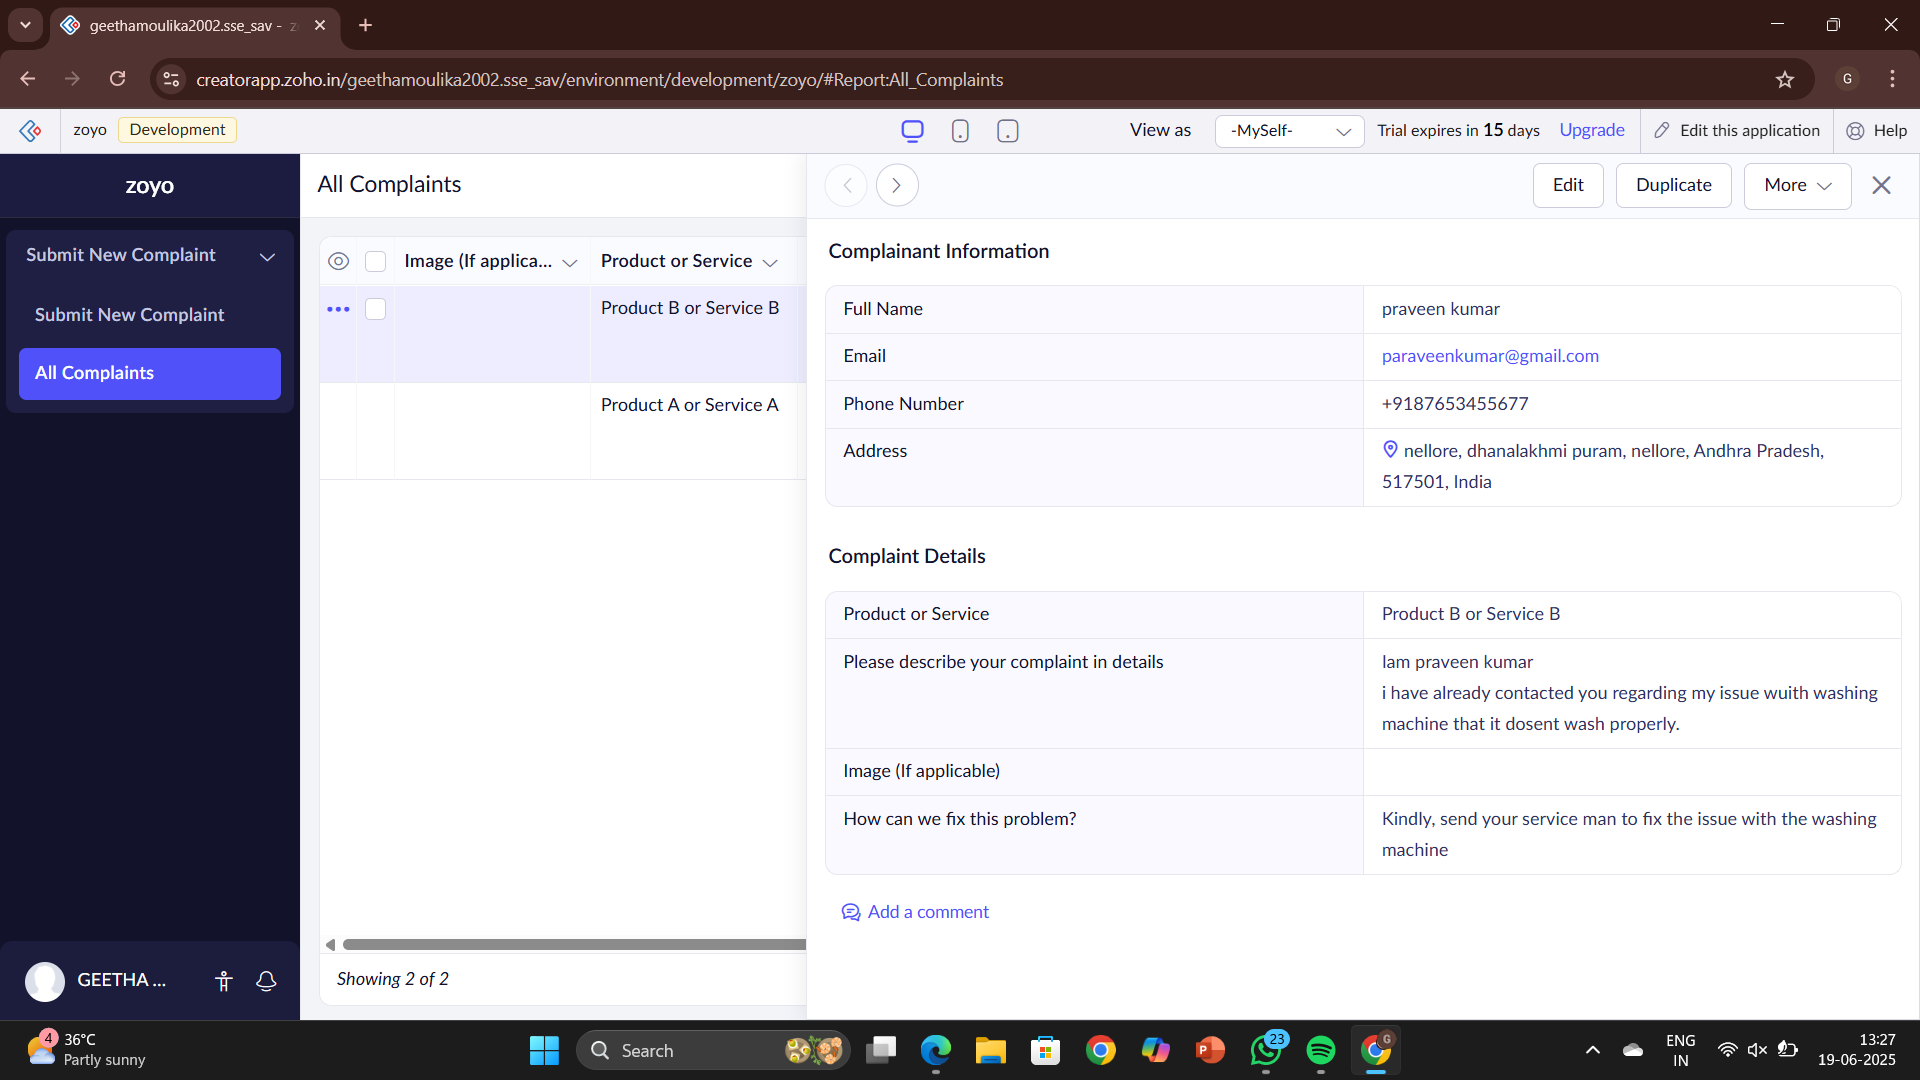 geethamoulika2002.sse_sav - z
creatorapp.zoho.in/geethamoulika2002.sse_sav/environment/development/zoyo/#Report:All_Complaints
G
zoyo
Development
View as
-MySelf-
Trial expires in 15 days
Upgrade
Edit this application
Help
zoyo
Submit New Complaint
Submit New Complaint
All Complaints
GEETHA ...
All Complaints
Image (If applica...
Product or Service
Product B or Service B
Product A or Service A
Showing 2 of 2
Edit
Duplicate
More
Complainant Information
Full Name
praveen kumar
Email
paraveenkumar@gmail.com
Phone Number
+9187653455677
Address
nellore, dhanalakhmi puram, nellore, Andhra Pradesh,
517501, India
Complaint Details
Product or Service
Product B or Service B
Please describe your complaint in details
Iam praveen kumar
i have already contacted you regarding my issue wuith washing
machine that it dosent wash properly.
Image (If applicable)
How can we fix this problem?
Kindly, send your service man to fix the issue with the washing
machine
Add a comment
4
36°C
Partly sunny
Search
P
23
G
ENG
IN
13:27
19-06-2025